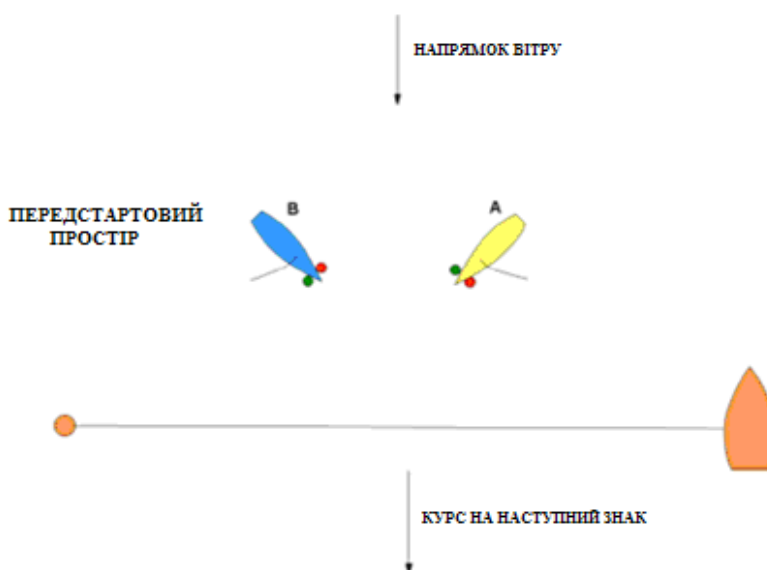 НАПРЯМОК ВІТРУ
B
A
ПЕРЕДСТАРТОВИЙ
ПРОСТІР
КУРС НА НАСТУПНИЙ ЗНАК